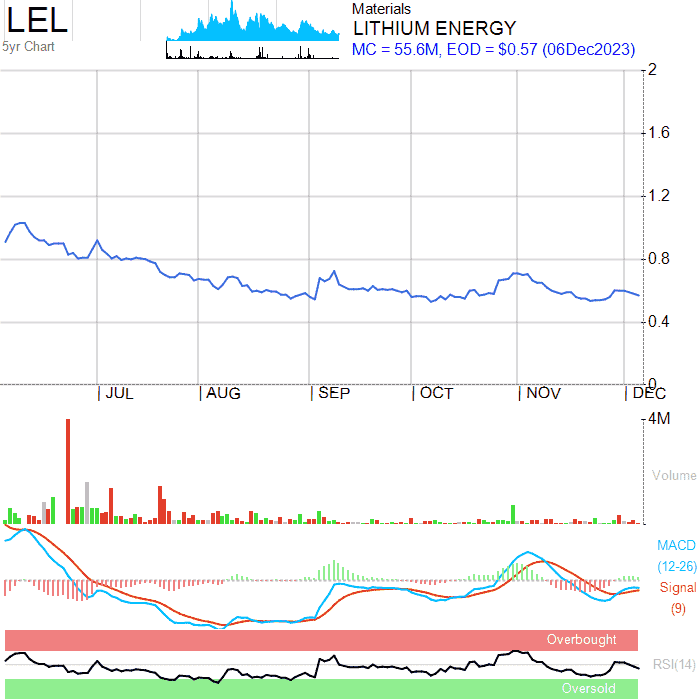 LEL
5yr Chart
Materials
LITHIUM ENERGY
MC = 55.6M, EOD = $0.57 (06Dec2023)
2
1.6
1.2
0.8
0.4
0
| JUL | AUG | SEP | OCT | NOV | DEC
4M
Volume
MACD
(12-26)
Signal
(9)
Overbought
RSI(14)
Oversold